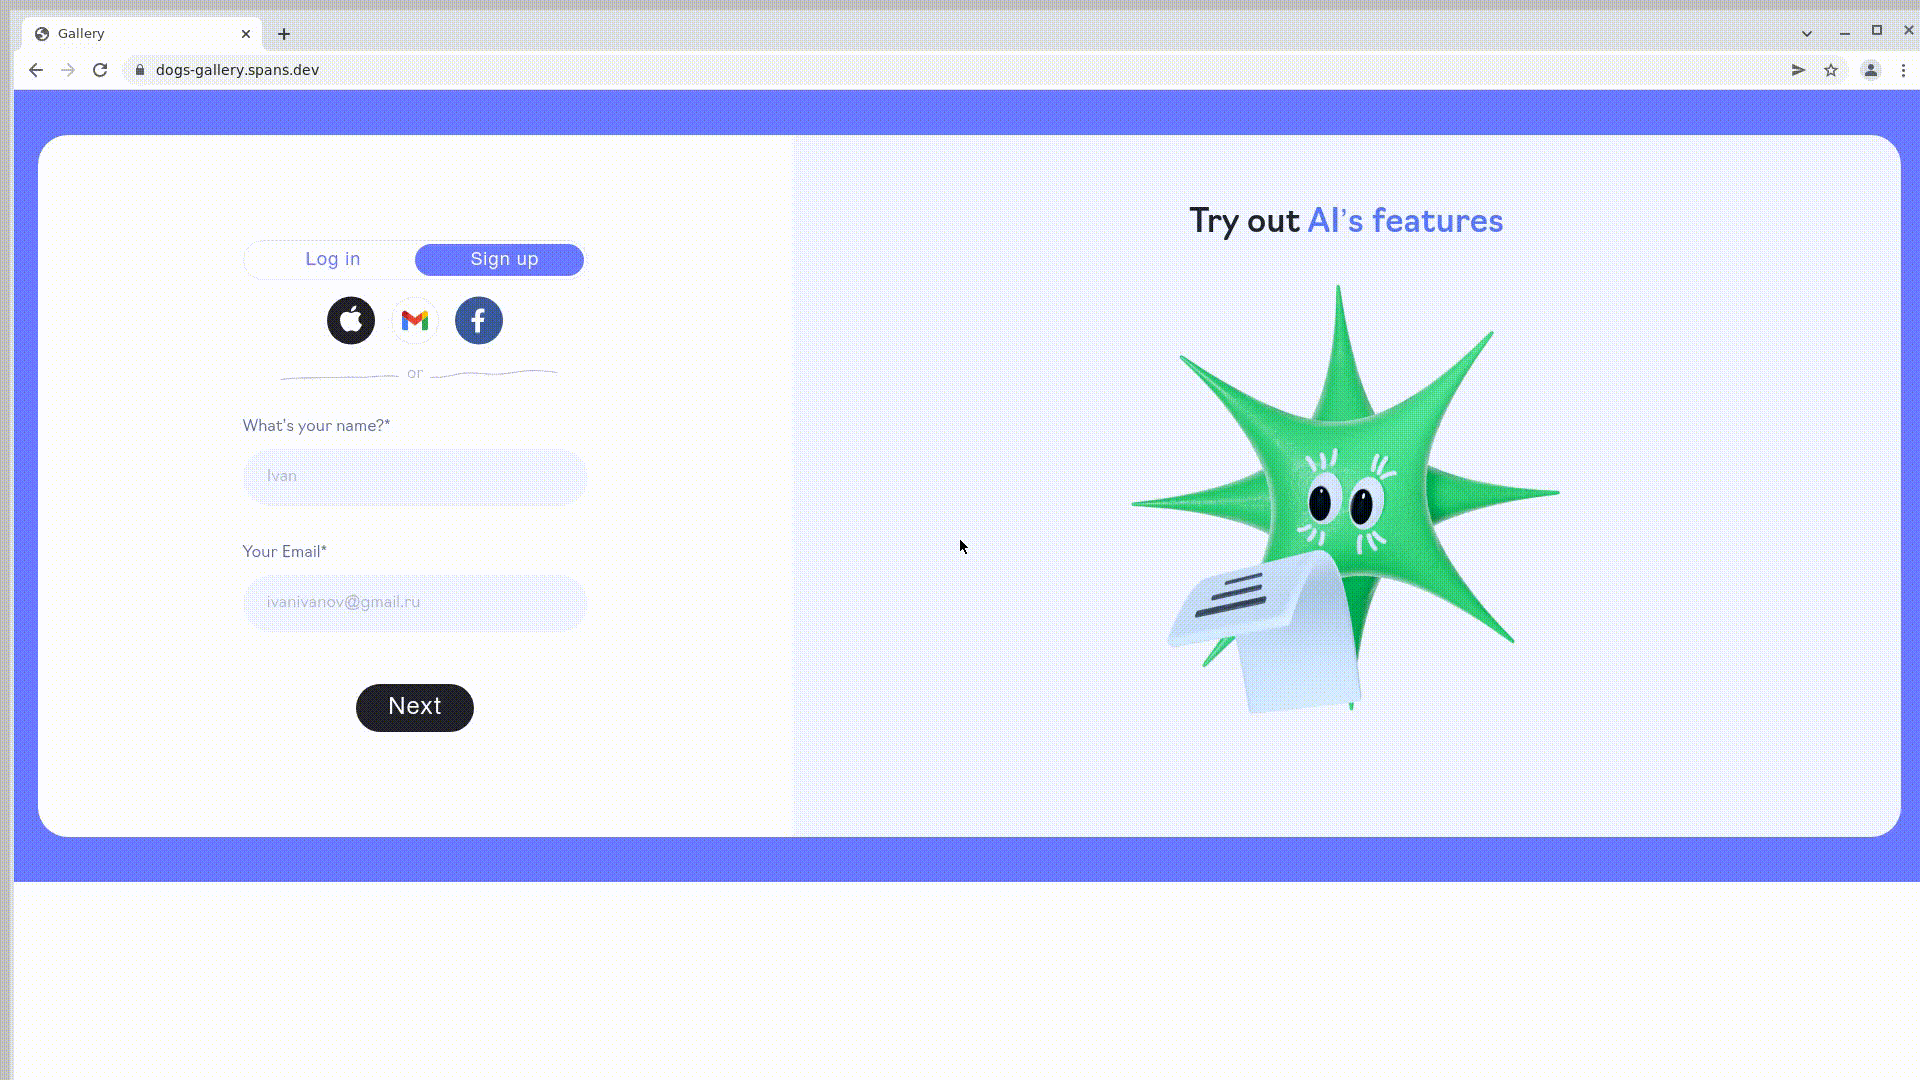 Gallery
dogs-gallery.spans.dev
Try out AI's features
Log in
Sign up
or
What's your name?*
Ivan
Your Email*
ivanivanov@gmail.ru
Next